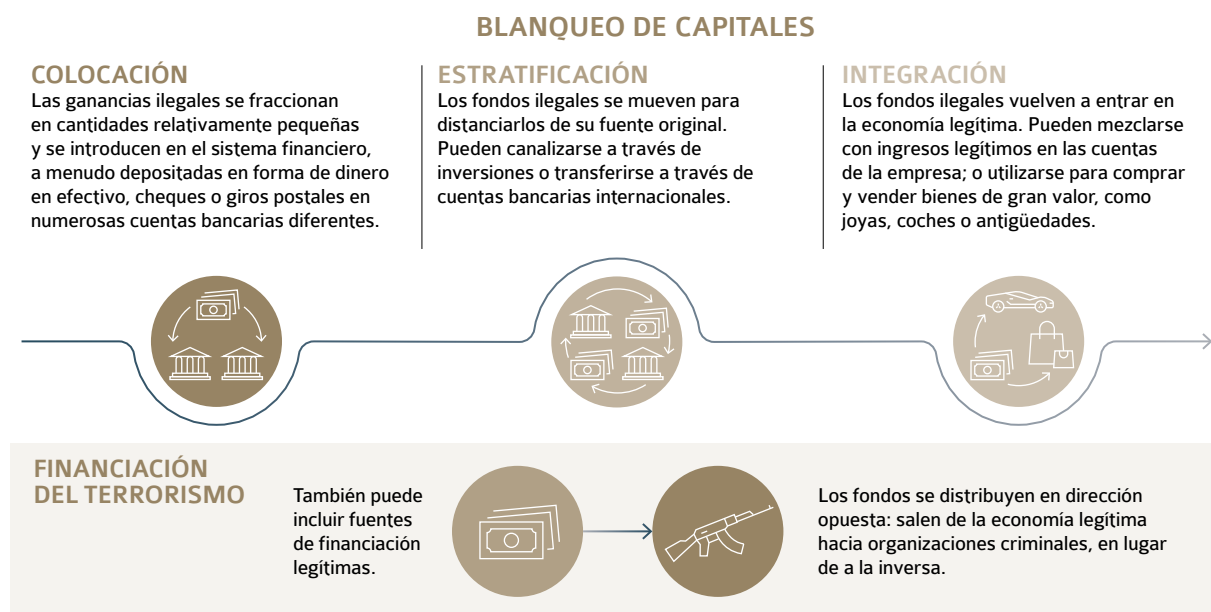 BLANQUEO DE CAPITALES
COLOCACIÓN
Las ganancias ilegales se fraccionan
en cantidades relativamente pequeñas
y se introducen en el sistema financiero,
a menudo depositadas en forma de dinero
en efectivo, cheques o giros postales en
numerosas cuentas bancarias diferentes.
ESTRATIFICACIÓN
Los fondos ilegales se mueven para
distanciarlos de su fuente original.
Pueden canalizarse a través de
inversiones o transferirse a través de
cuentas bancarias internacionales.
INTEGRACIÓN
Los fondos ilegales vuelven a entrar en
la economía legítima. Pueden mezclarse
con ingresos legítimos en las cuentas
de la empresa; o utilizarse para comprar
y vender bienes de gran valor, como
joyas, coches o antigüedades.
FINANCIACIÓN
DEL TERRORISMO
También puede
incluir fuentes
de financiación
legítimas.
Los fondos se distribuyen en dirección
opuesta: salen de la economía legítima
hacia organizaciones criminales, en lugar
de a la inversa.